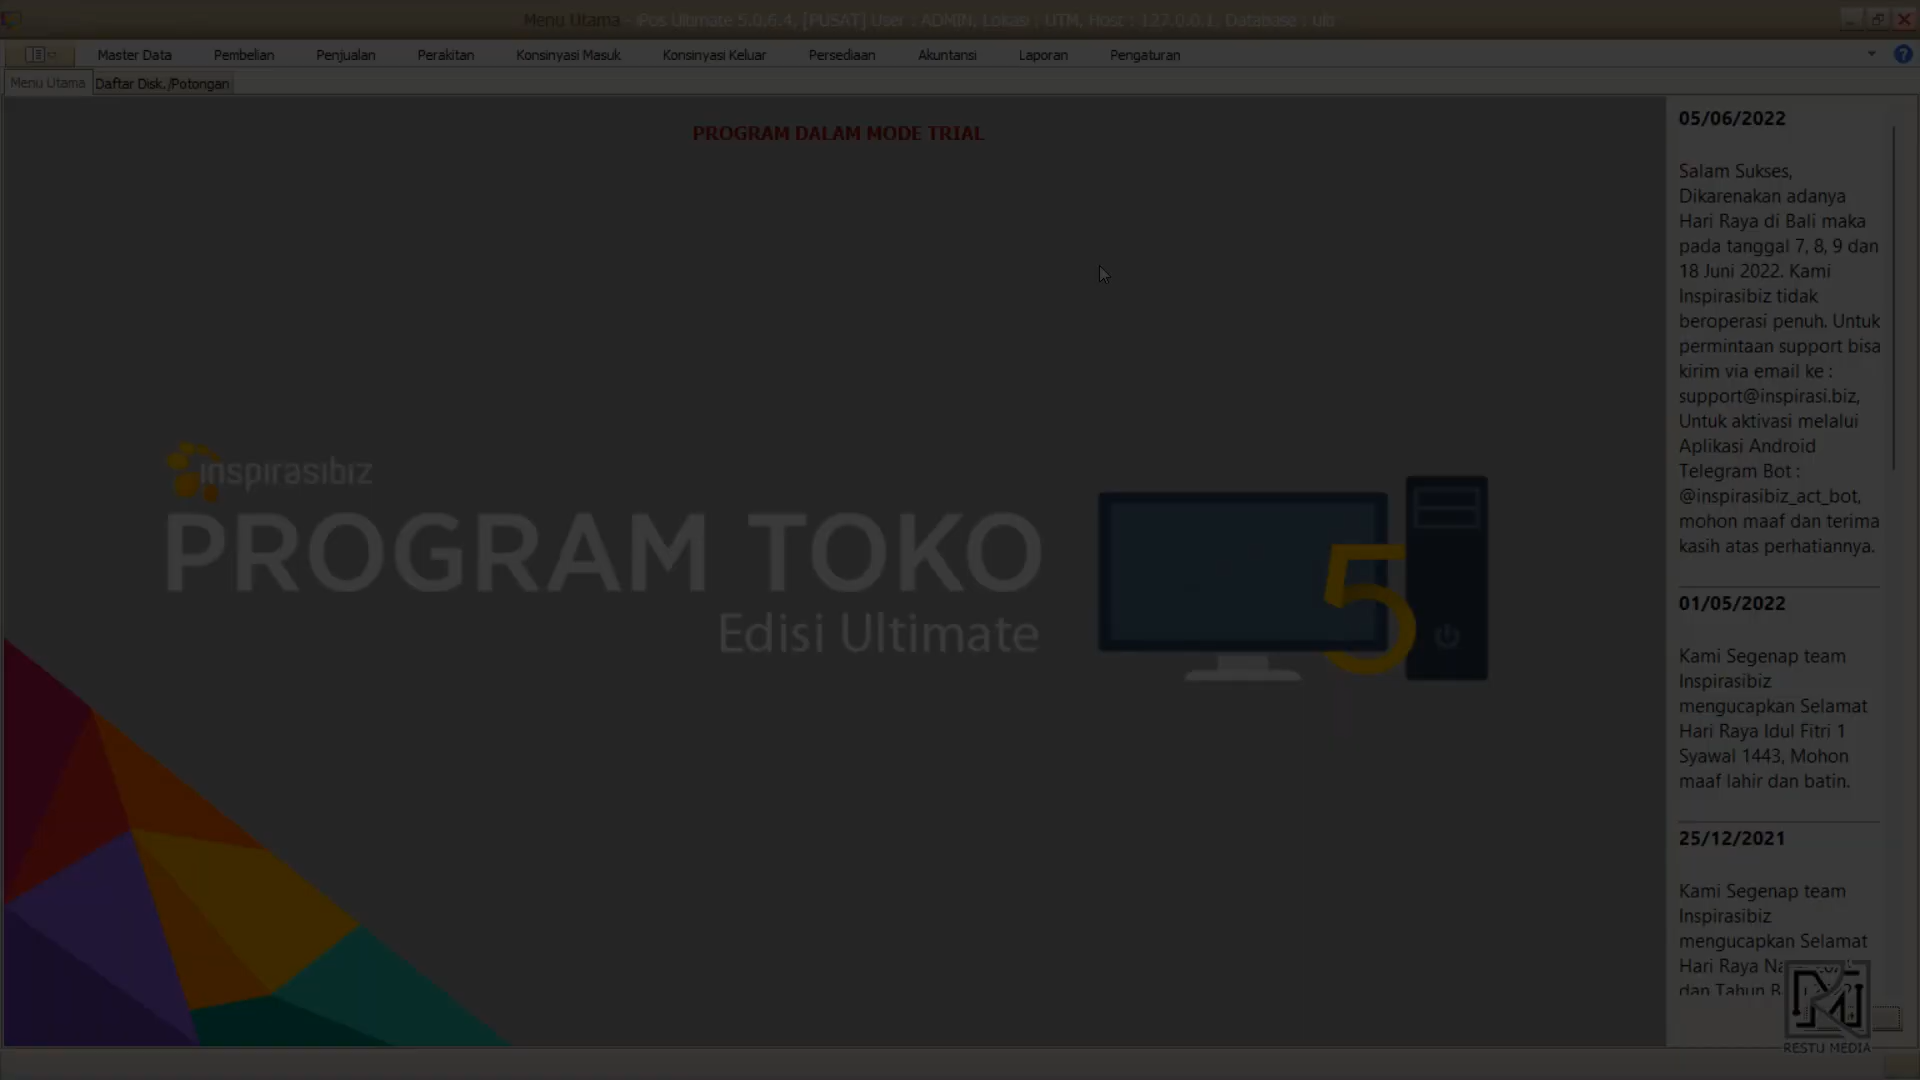 Menu Utama - iPos Ultimate 5.0.6.4, [PUSAT] User : ADMIN, Lokasi : UTM, Host : 127.0.0.1, Database :
Master Data Pembelian Penjualan Perakitan Konsinyasi Masuk Konsinyasi Keluar Persediaan Akuntansi Laporan Pengaturan
Menu Utama Daftar Disk./Potongan
PROGRAM DALAM MODE TRIAL
inspirasibiz
PROGRAM TOKO
Edisi Ultimate
5
05/06/2022
Salam Sukses,
Dikarenakan adanya
Hari Raya di Bali maka
pada tanggal 7, 8, 9 dan
18 Juni 2022. Kami
Inspirasibiz tidak
beroperasi penuh. Untuk
permintaan support bisa
kirim via email ke :
support@inspirasi.biz,
Untuk aktivasi melalui
Aplikasi Android
Telegram Bot :
@inspirasibiz_act_bot,
mohon maaf dan terima
kasih atas perhatiannya.
01/05/2022
Kami Segenap team
Inspirasibiz
mengucapkan Selamat
Hari Raya Idul Fitri 1
Syawal 1443, Mohon
maaf lahir dan batin.
25/12/2021
Kami Segenap team
Inspirasibiz
mengucapkan Selamat
Hari Raya
dan Tahun
RESTU MEDIA